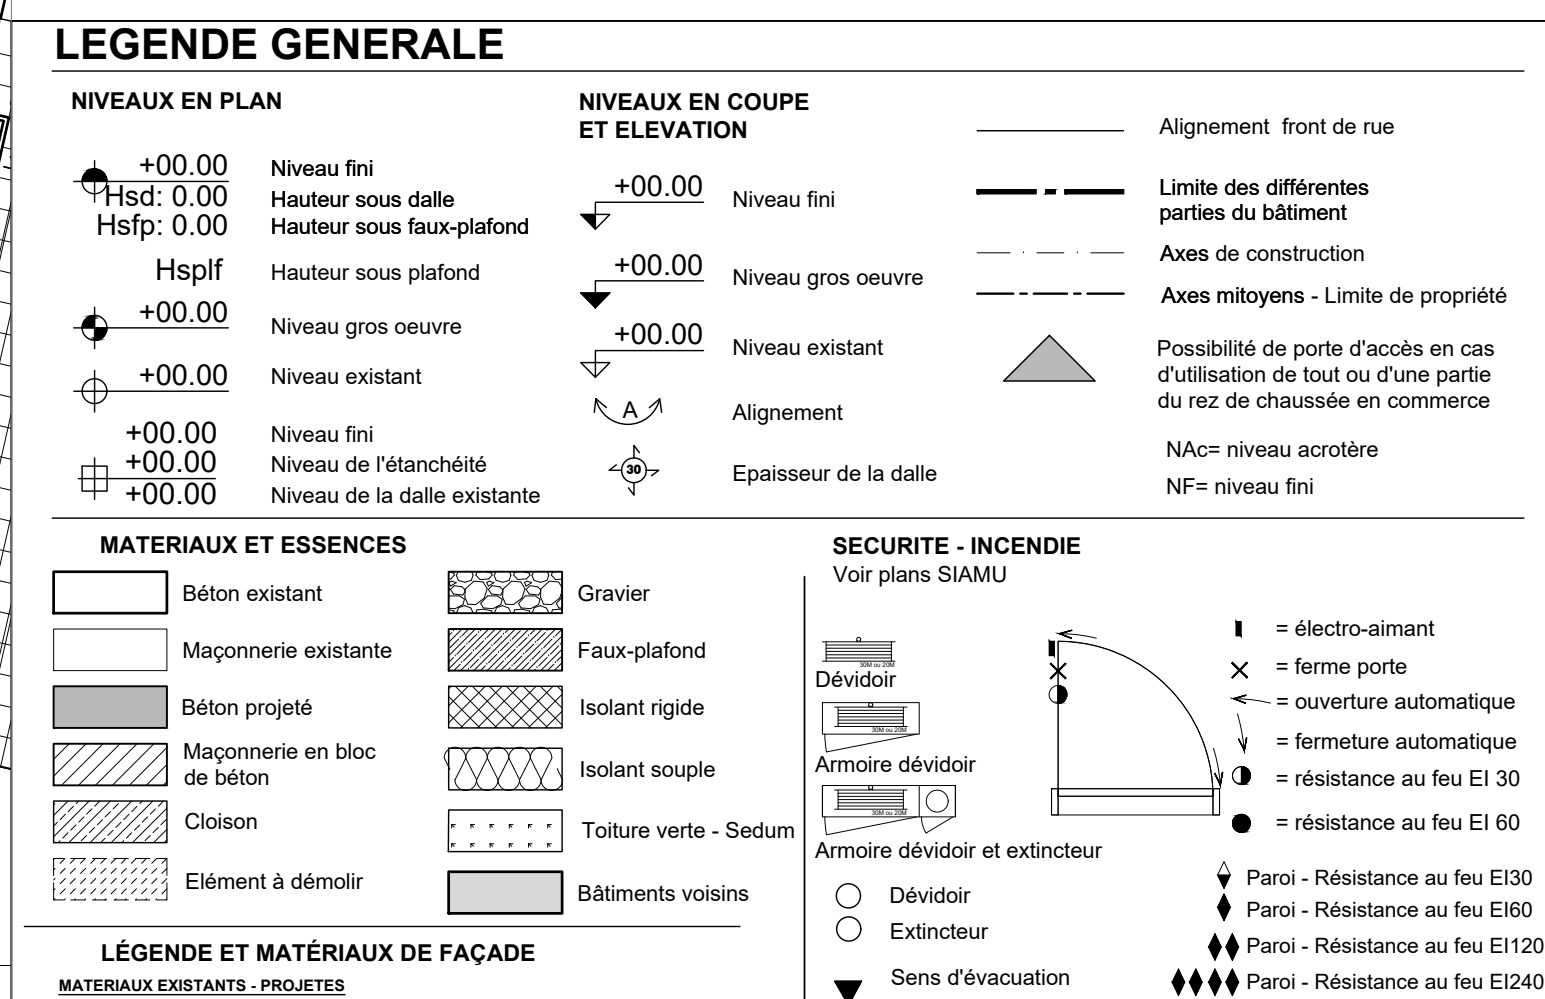 LEGENDE GENERALE
NIVEAUX EN PLAN
+00.00 Niveau fini
Hsd: 0.00 Hauteur sous dalle
Hsfp: 0.00 Hauteur sous faux-plafond
Hsplf Hauteur sous plafond
+00.00 Niveau gros oeuvre
+00.00 Niveau existant
+00.00 Niveau fini
+00.00 Niveau de l'étanchéité
+00.00 Niveau de la dalle existante
NIVEAUX EN COUPE
ET ELEVATION
+00.00 Niveau fini
+00.00 Niveau gros oeuvre
+00.00 Niveau existant
A Alignement
30 Epaisseur de la dalle
Alignement front de rue
Limite des différentes
parties du bâtiment
Axes de construction
Axes mitoyens - Limite de propriété
Possibilité de porte d'accès en cas
d'utilisation de tout ou d'une partie
du rez de chaussée en commerce
NAc= niveau acrotère
NF= niveau fini
MATERIAUX ET ESSENCES
Béton existant
Maçonnerie existante
Béton projeté
Maçonnerie en bloc
de béton
Cloison
Elément à démolir
Gravier
Faux-plafond
Isolant rigide
Isolant souple
Toiture verte - Sedum
Bâtiments voisins
LÉGENDE ET MATÉRIAUX DE FAÇADE
MATERIAUX EXISTANTS - PROJETES
SECURITE - INCENDIE
Voir plans SIAMU
30M ou 20M
Dévidoir
30M ou 20M
Armoire dévidoir
30M ou 20M
Armoire dévidoir et extincteur
Dévidoir
Extincteur
Sens d'évacuation
= électro-aimant
= ferme porte
= ouverture automatique
= fermeture automatique
= résistance au feu EI 30
= résistance au feu EI 60
Paroi - Résistance au feu EI30
Paroi - Résistance au feu EI60
Paroi - Résistance au feu EI120
Paroi - Résistance au feu EI240